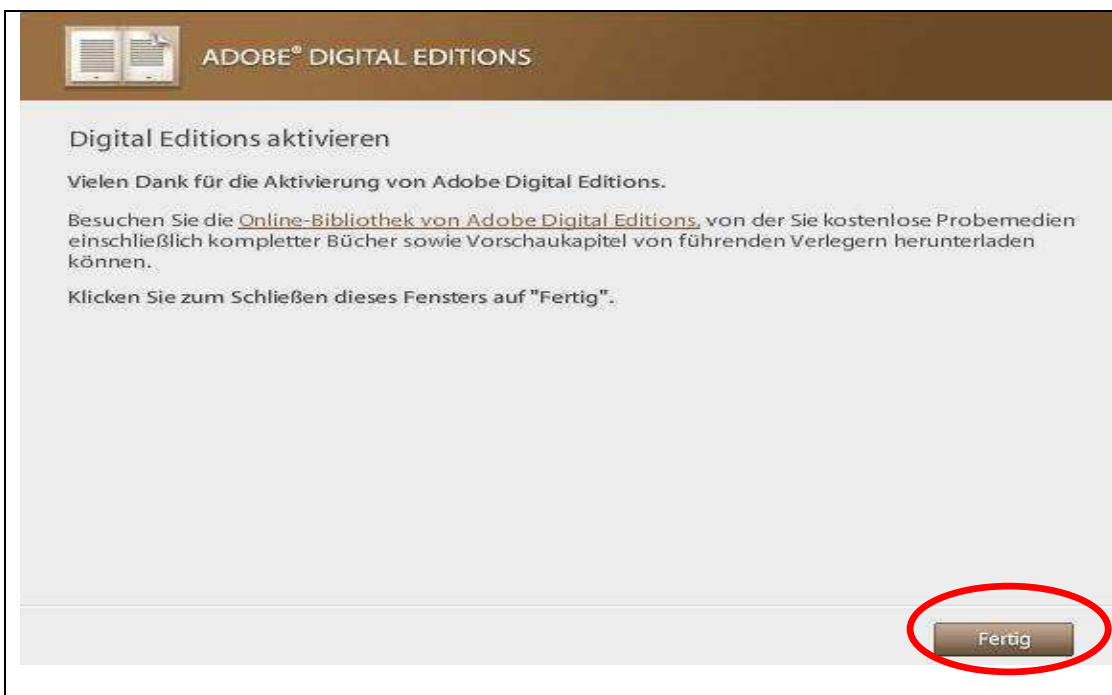 ADOBE® DIGITAL EDITIONS
Digital Editions aktivieren
Vielen Dank für die Aktivierung von Adobe Digital Editions.
Besuchen Sie die Online-Bibliothek von Adobe Digital Editions, von der Sie kostenlose Probemedien
einschließlich kompletter Bücher sowie Vorschaukapitel von führenden Verlegern herunterladen
können.
Klicken Sie zum Schließen dieses Fensters auf "Fertig".
Fertig